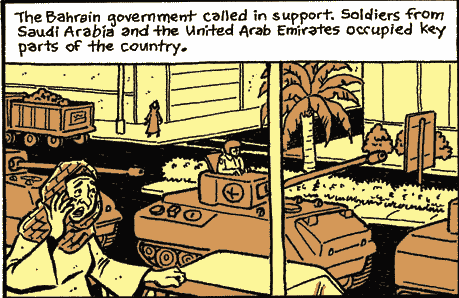 The Bahrain government called in support. Soldiers from
Saudi Arabia and the United Arab Emirates occupied key
parts of the country.